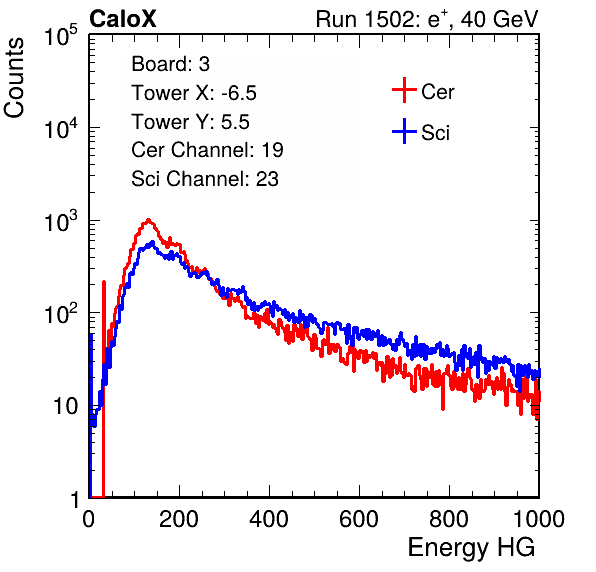 CaloX Run 1502: e⁺, 40 GeV
Counts
10⁵
10⁴
10³
10²
10
1
Board: 3
Tower X: -6.5
Tower Y: 5.5
Cer Channel: 19
Sci Channel: 23
Cer
Sci
0 200 400 600 800 1000
Energy HG